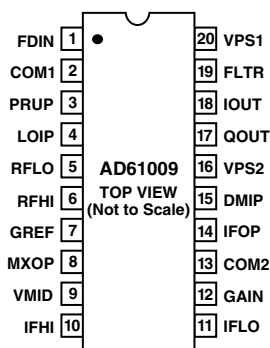 FDIN 1 20 VPS1
COM1 2 19 FLTR
PRUP 3 18 IOUT
LOIP 4 17 QOUT
RFLO 5 AD61009 16 VPS2
RFHI 6 TOP VIEW 15 DMIP
(Not to Scale)
GREF 7 14 IFOP
MXOP 8 13 COM2
VMID 9 12 GAIN
IFHI 10 11 IFLO